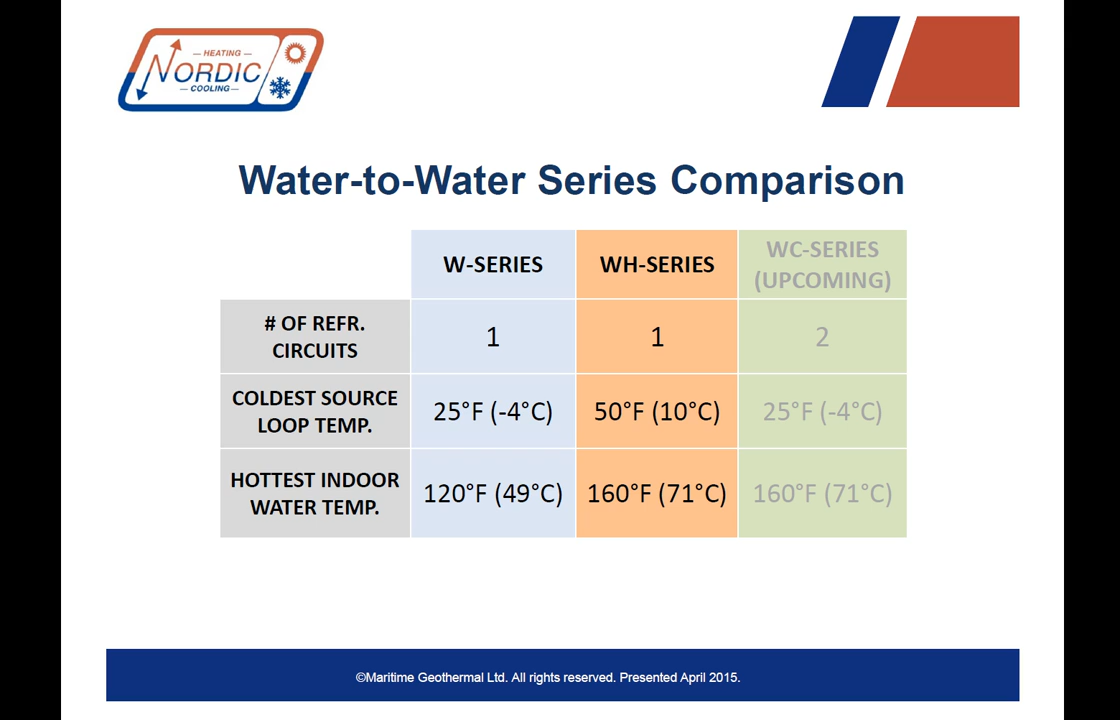 — HEATING —
NORDIC
— COOLING —
Water-to-Water Series Comparison
W-SERIES
WH-SERIES
WC-SERIES
(UPCOMING)
# OF REFR.
CIRCUITS
1
1
2
COLDEST SOURCE
LOOP TEMP.
25°F (-4°C)
50°F (10°C)
25°F (-4°C)
HOTTEST INDOOR
WATER TEMP.
120°F (49°C)
160°F (71°C)
160°F (71°C)
©Maritime Geothermal Ltd. All rights reserved. Presented April 2015.